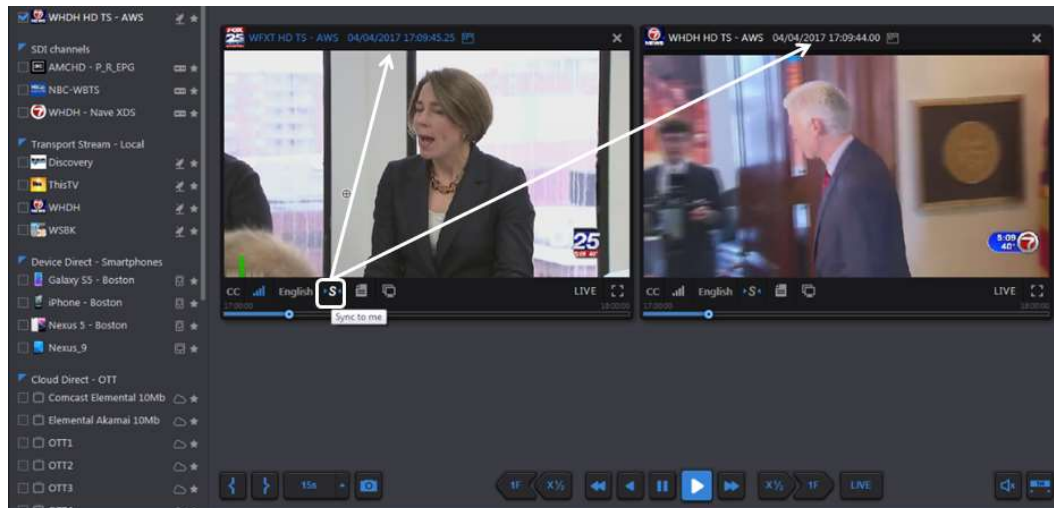 WHDH HD TS - AWS
SDI channels
AMCHD - P_R_EPG
NBC-WBTS
WHDH - Nave XDS
Transport Stream - Local
Discovery
ThisTV
WHDH
WSBK
Device Direct - Smartphones
Galaxy S5 - Boston
iPhone - Boston
Nexus 5 - Boston
Nexus_9
Cloud Direct - OTT
Comcast Elemental 10Mb
Elemental Akamai 10Mb
OTT1
OTT2
OTT3
FOX 25 WFXT HD TS - AWS 04/04/2017 17:09:45.25
25
CC English S LIVE
17:00:00 18:00:00
Sync to me
7 NEWS WHDH HD TS - AWS 04/04/2017 17:09:44.00
5:09 7
40°
CC English S LIVE
17:00:00 18:00:00
{ } 15s 1F X½ X½ 1F LIVE